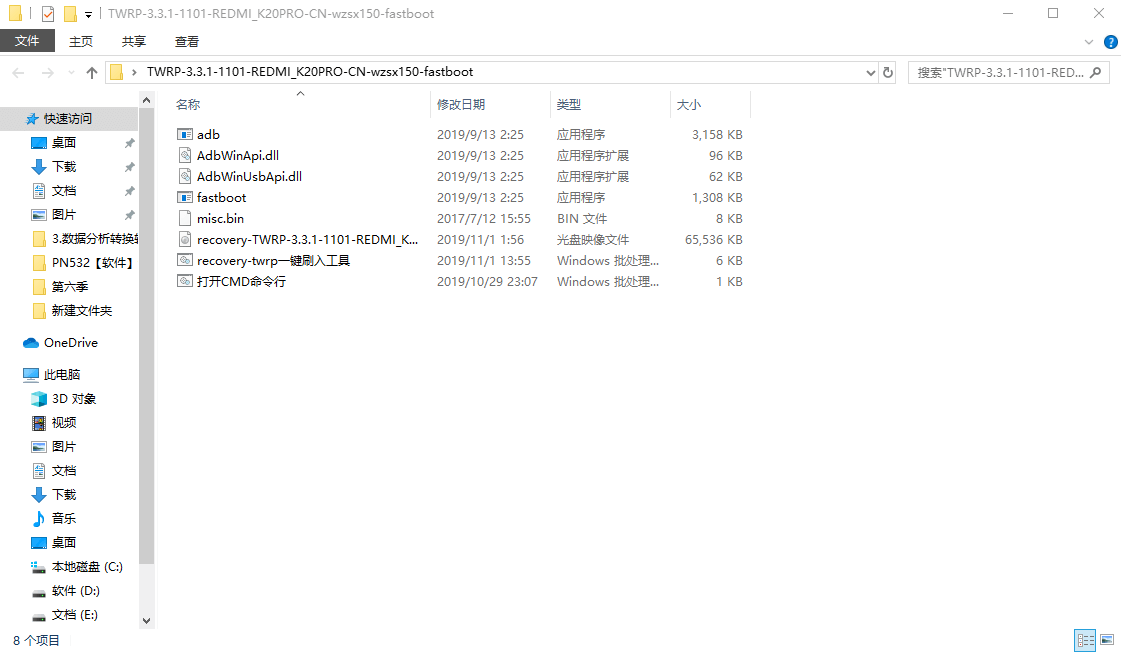 TWRP-3.3.1-1101-REDMI_K20PRO-CN-wzsx150-fastboot
文件 主页 共享 查看
TWRP-3.3.1-1101-REDMI_K20PRO-CN-wzsx150-fastboot 搜索"TWRP-3.3.1-1101-RED...
名称 修改日期 类型 大小
adb 2019/9/13 2:25 应用程序 3,158 KB
AdbWinApi.dll 2019/9/13 2:25 应用程序扩展 96 KB
AdbWinUsbApi.dll 2019/9/13 2:25 应用程序扩展 62 KB
fastboot 2019/9/13 2:25 应用程序 1,308 KB
misc.bin 2017/7/12 15:55 BIN 文件 8 KB
recovery-TWRP-3.3.1-1101-REDMI_K... 2019/11/1 1:56 光盘映像文件 65,536 KB
recovery-twrp一键刷入工具 2019/11/1 13:55 Windows 批处理... 6 KB
打开CMD命令行 2019/10/29 23:07 Windows 批处理... 1 KB
快速访问
桌面
下载
文档
图片
3.数据分析转换
PN532【软件】
第六季
新建文件夹
OneDrive
此电脑
3D 对象
视频
图片
文档
下载
音乐
桌面
本地磁盘 (C:)
软件 (D:)
文档 (E:)
8 个项目